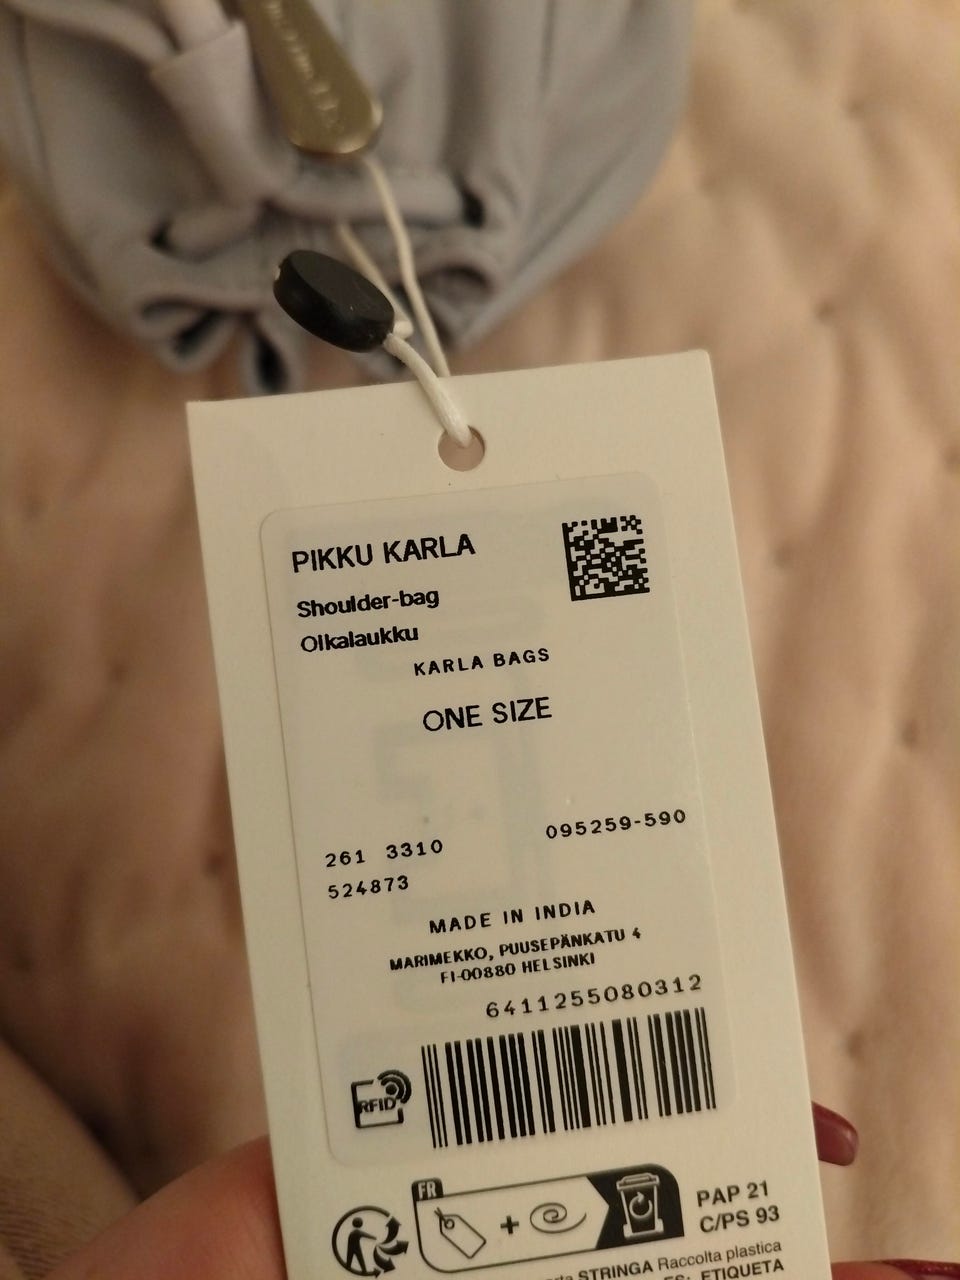 PIKKU KARLA
Shoulder-bag
Olkalaukku
KARLA BAGS
ONE SIZE
261 3310
095259-590
524873
MADE IN INDIA
MARIMEKKO, PUUSEPÄNKATU 4
FI-00880 HELSINKI
6411255080312
RFID
FR
+
PAP 21
C/PS 93
STRINGA Raccolta plastica
ETIQUETA